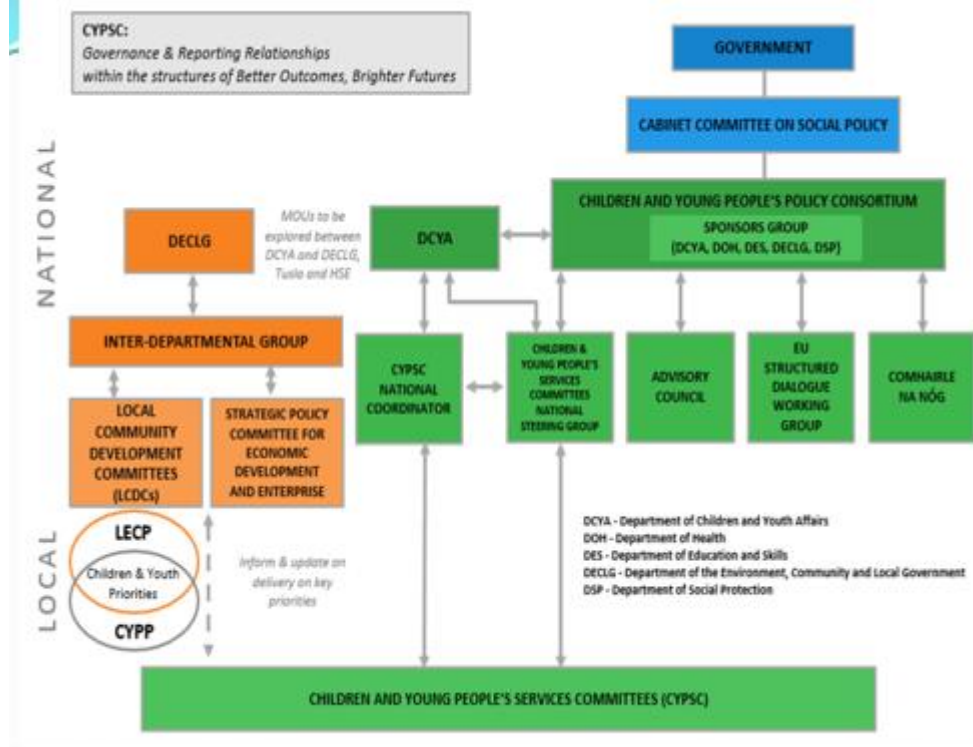 CYPSC:
Governance & Reporting Relationships
within the structures of Better Outcomes, Brighter Futures
GOVERNMENT
CABINET COMMITTEE ON SOCIAL POLICY
NATIONAL
CHILDREN AND YOUNG PEOPLE'S POLICY CONSORTIUM
SPONSORS GROUP
(DCYA, DOH, DES, DECLG, DSP)
DECLG
MOUs to be
explored between
DCYA and DECLG,
Tusla and HSE
DCYA
INTER-DEPARTMENTAL GROUP
CYPSC
NATIONAL
COORDINATOR
CHILDREN &
YOUNG PEOPLE'S
SERVICES
COMMITTEES
NATIONAL
STEERING GROUP
ADVISORY
COUNCIL
EU
STRUCTURED
DIALOGUE
WORKING
GROUP
COMHAIRLE
NA NÓG
LOCAL
COMMUNITY
DEVELOPMENT
COMMITTEES
(LCDCs)
STRATEGIC POLICY
COMMITTEE FOR
ECONOMIC
DEVELOPMENT
AND ENTERPRISE
LOCAL
LECP
Children & Youth
Priorities
CYPP
Inform & update on
delivery on key
priorities
DCYA - Department of Children and Youth Affairs
DOH - Department of Health
DES - Department of Education and Skills
DECLG - Department of the Environment, Community and Local Government
DSP - Department of Social Protection
CHILDREN AND YOUNG PEOPLE'S SERVICES COMMITTEES (CYPSC)